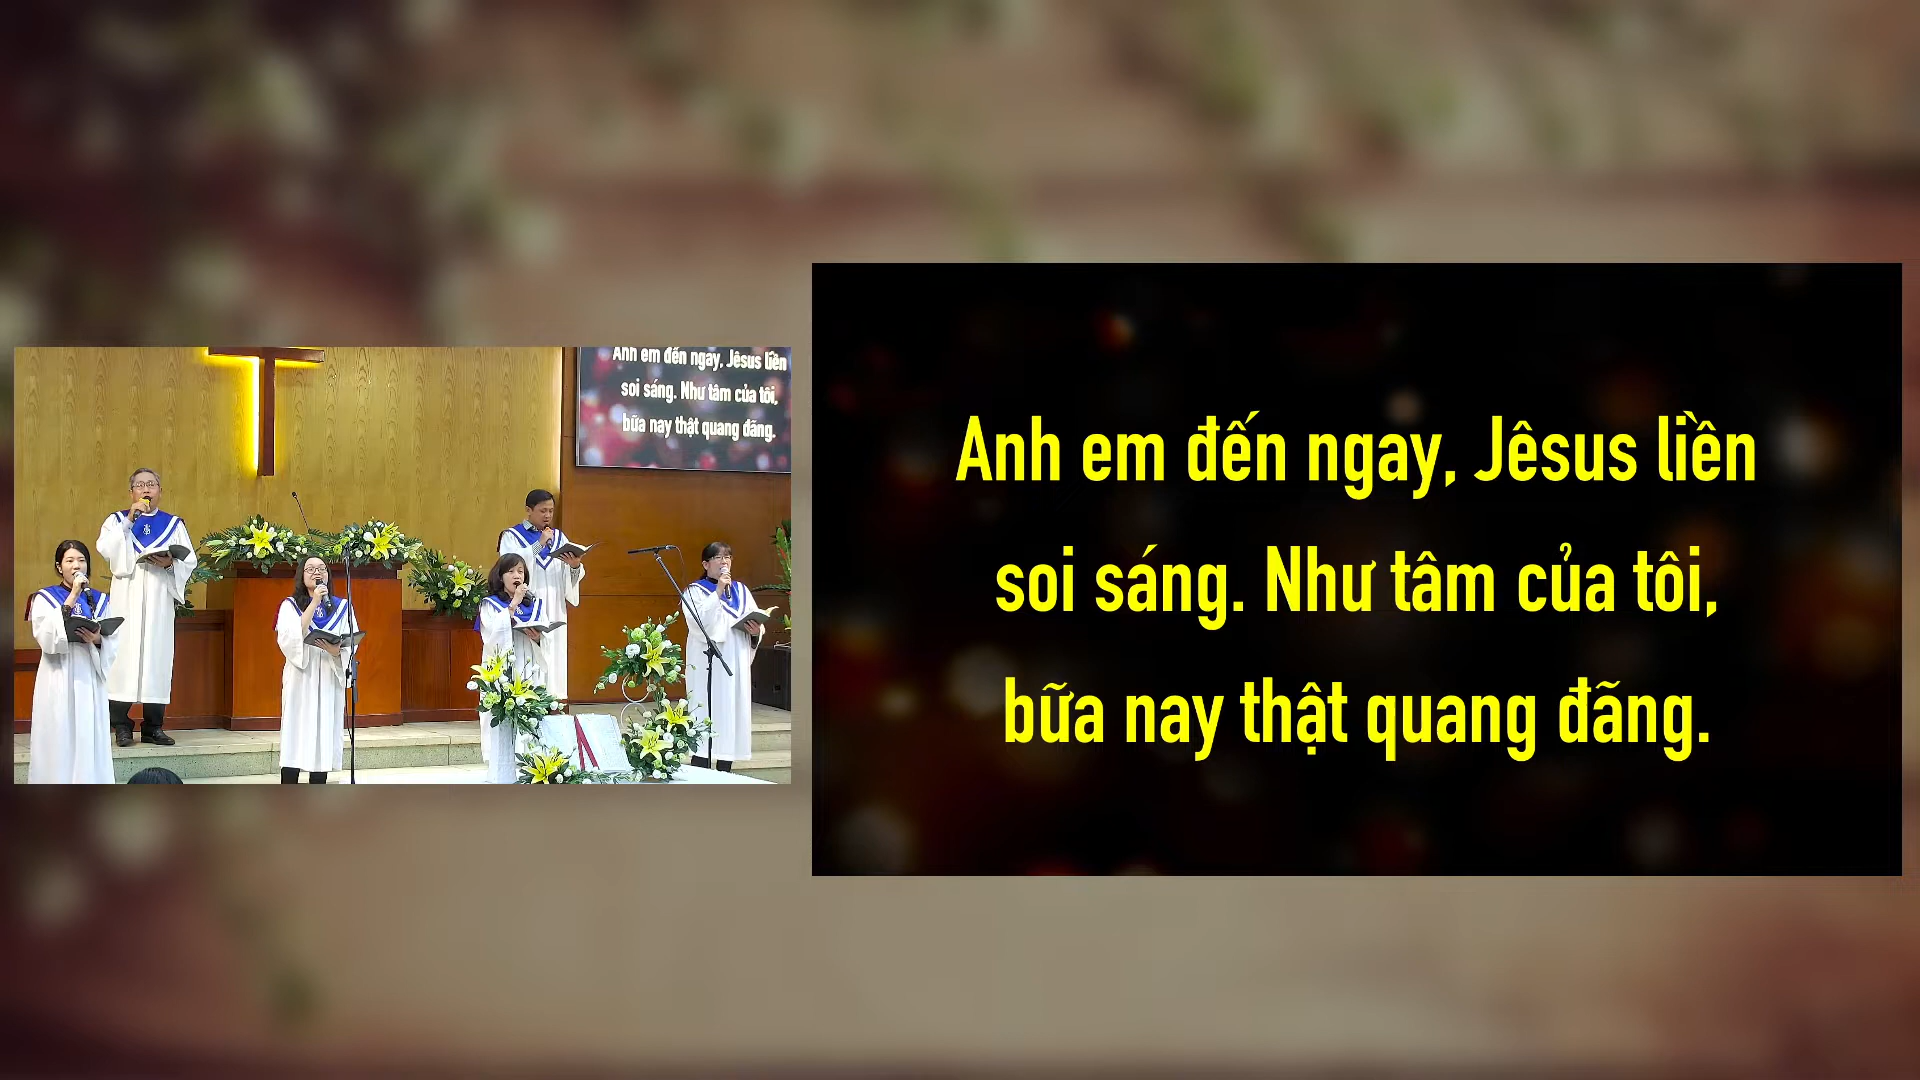 Anh em đến ngay, Jêsus liền
soi sáng. Như tâm của tôi,
bữa nay thật quang đãng.
Anh em đến ngay, Jêsus liền
soi sáng. Như tâm của tôi,
bữa nay thật quang đãng.